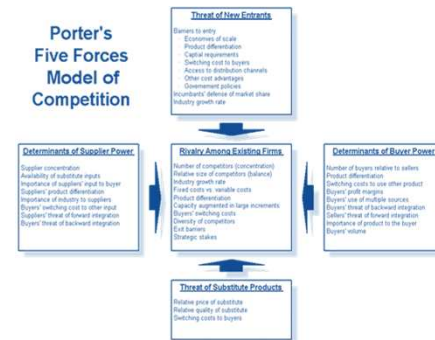 Porter's
Five Forces
Model of
Competition
Threat of New Entrants
Barriers to entry
Economies of scale
Product differentiation
Captial requirements
Switching cost to buyers
Access to distribution channels
Other cost advantages
Government policies
Incumbants' defense of market share
Industry growth rate
Determinants of Supplier Power
Supplier concentration
Availability of substitute inputs
Importance of suppliers' input to buyer
Suppliers' product differentiation
Importance of industry to suppliers
Buyers' switching cost to other input
Suppliers' threat of forward integration
Buyers' threat of backward integration
Rivalry Among Existing Firms
Number of competitors (concentration)
Relative size of competitors (balance)
Industry growth rate
Fixed costs vs. variable costs
Product differentiation
Capacity augmented in large increments
Buyers' switching costs
Diversity of competitors
Exit barriers
Strategic stakes
Determinants of Buyer Power
Number of buyers relative to sellers
Product differentiation
Switching costs to use other product
Buyers' profit margins
Buyers' use of multiple sources
Buyers' threat of backward integration
Sellers' threat of forward integration
Importance of product to the buyer
Buyers' volume
Threat of Substitute Products
Relative price of substitute
Relative quality of substitute
Switching costs to buyers